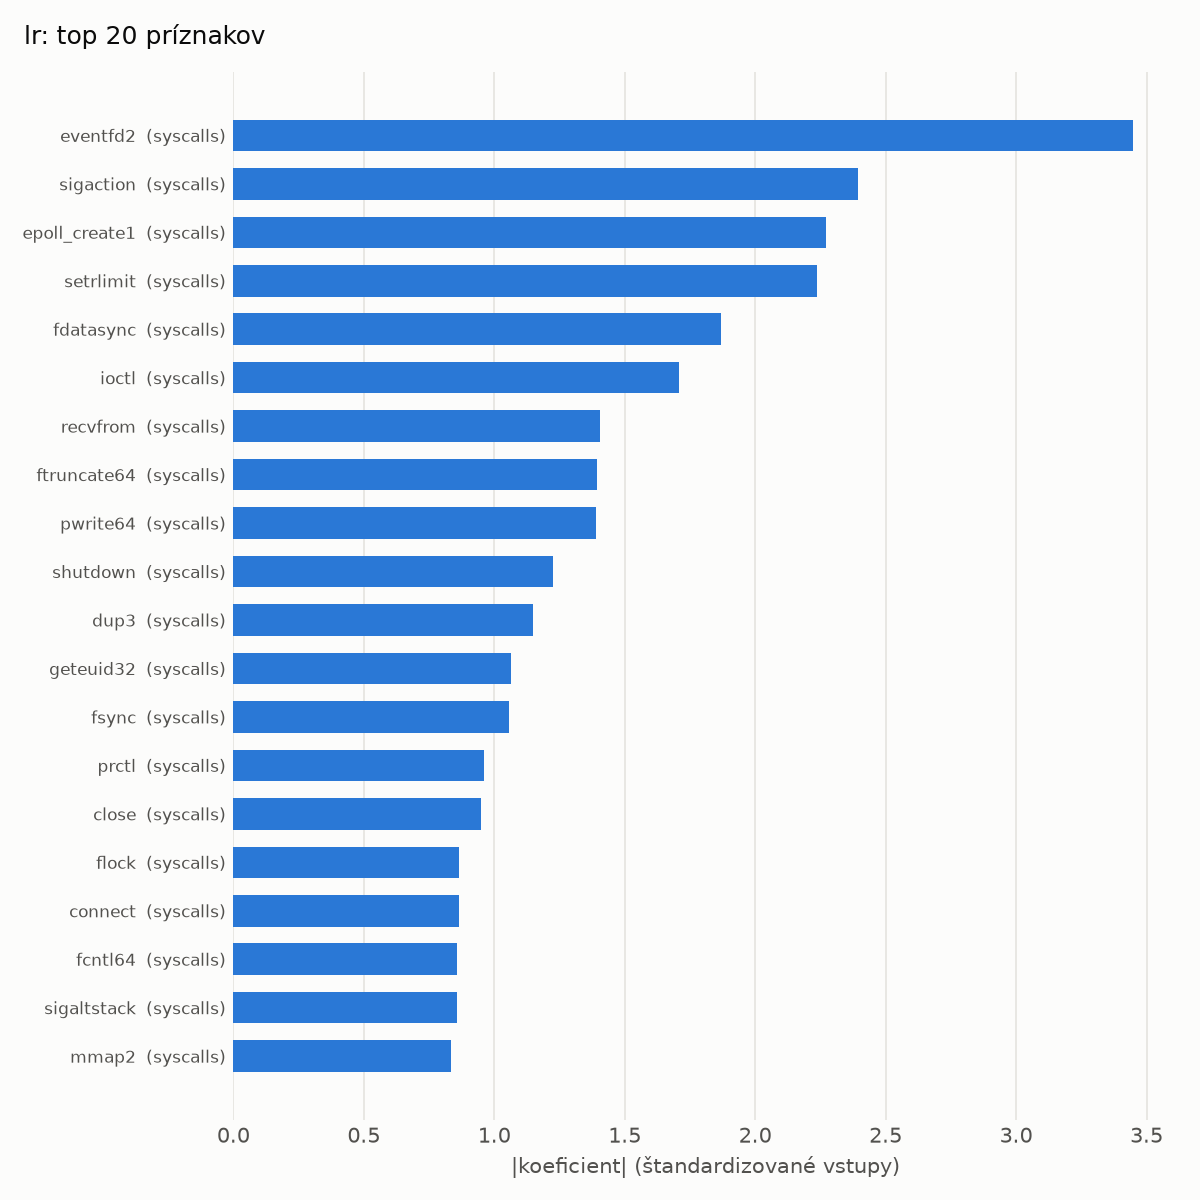 lr: top 20 príznakov
eventfd2 (syscalls)
sigaction (syscalls)
epoll_create1 (syscalls)
setrlimit (syscalls)
fdatasync (syscalls)
ioctl (syscalls)
recvfrom (syscalls)
ftruncate64 (syscalls)
pwrite64 (syscalls)
shutdown (syscalls)
dup3 (syscalls)
geteuid32 (syscalls)
fsync (syscalls)
prctl (syscalls)
close (syscalls)
flock (syscalls)
connect (syscalls)
fcntl64 (syscalls)
sigaltstack (syscalls)
mmap2 (syscalls)
0.0 0.5 1.0 1.5 2.0 2.5 3.0 3.5
|koeficient| (štandardizované vstupy)